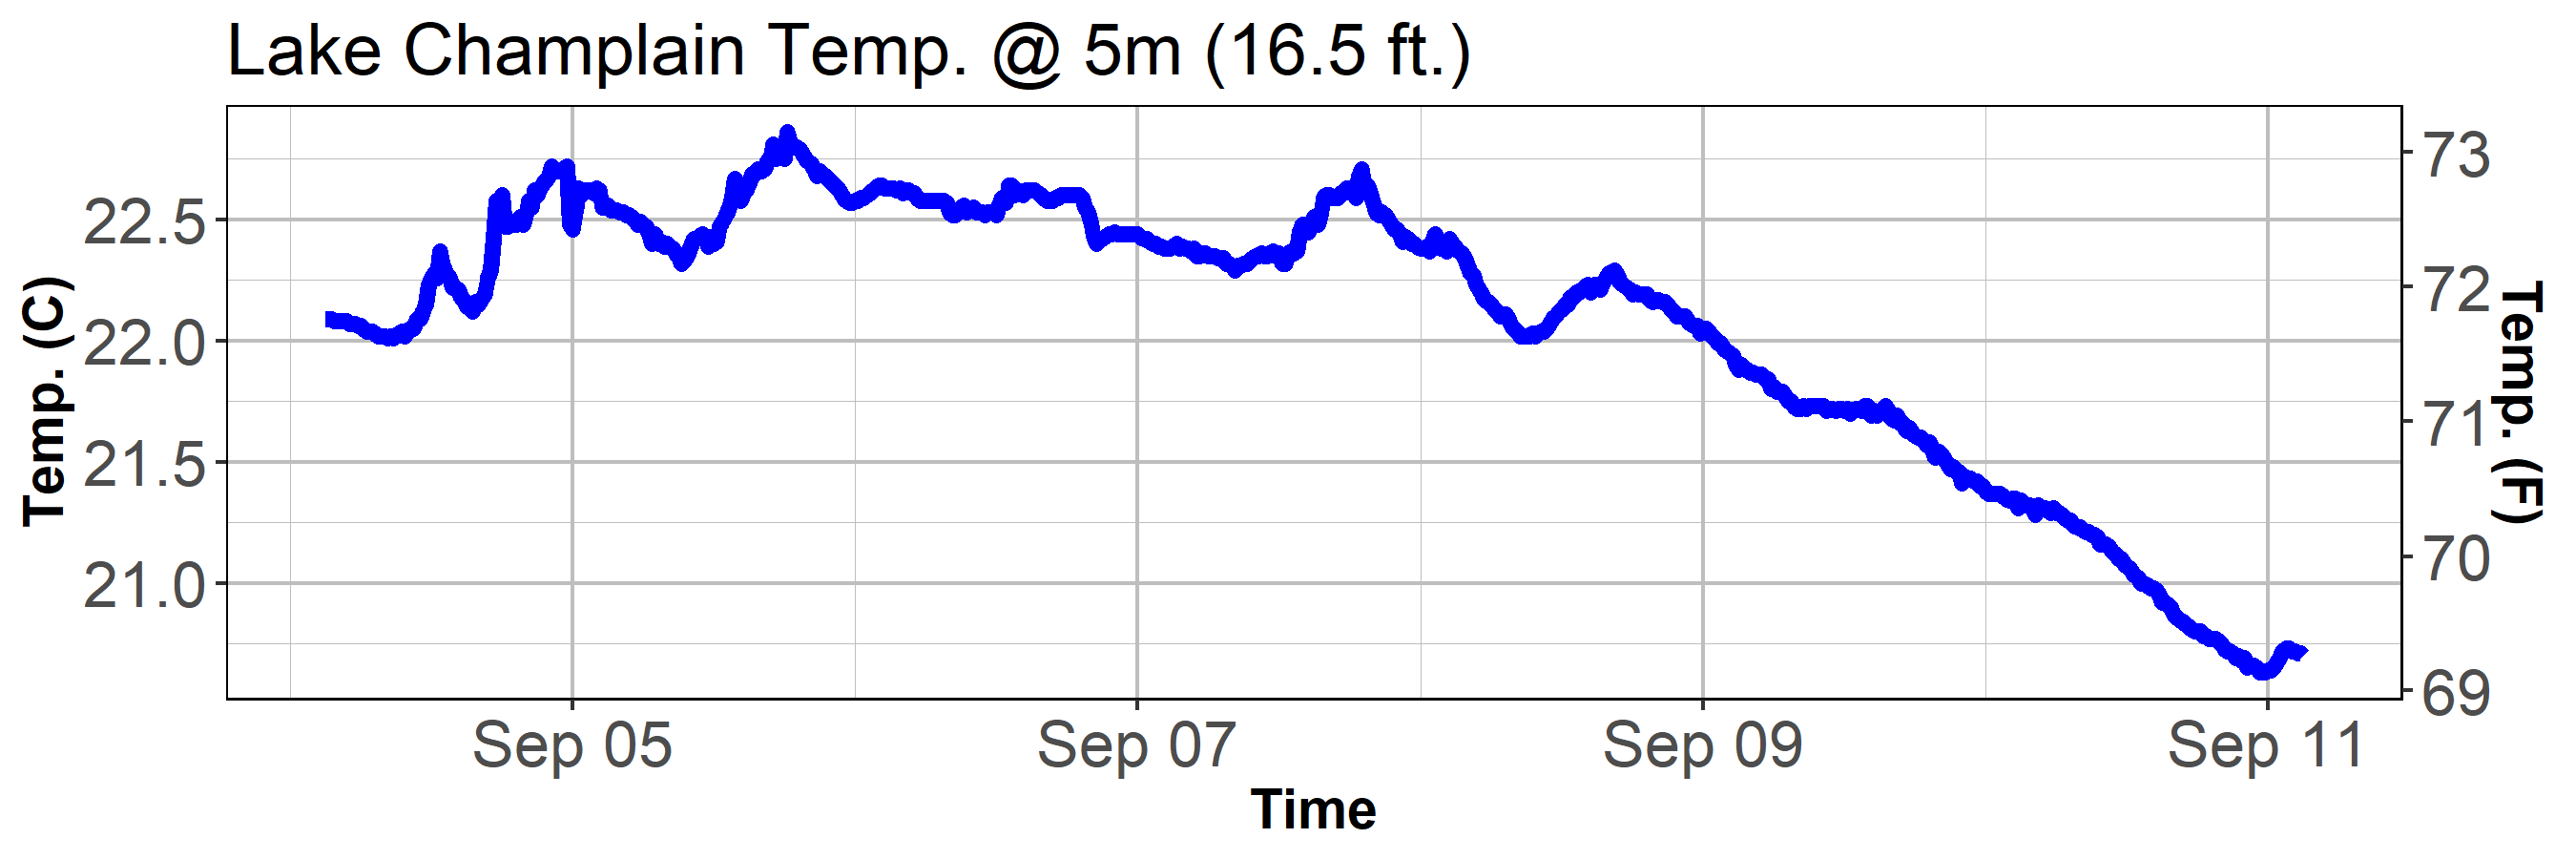 Lake Champlain Temp. @ 5m (16.5 ft.)
Temp. (C)
22.5
22.0
21.5
21.0
73
72
71
70
69
Temp. (F)
Sep 05 Sep 07 Sep 09 Sep 11
Time